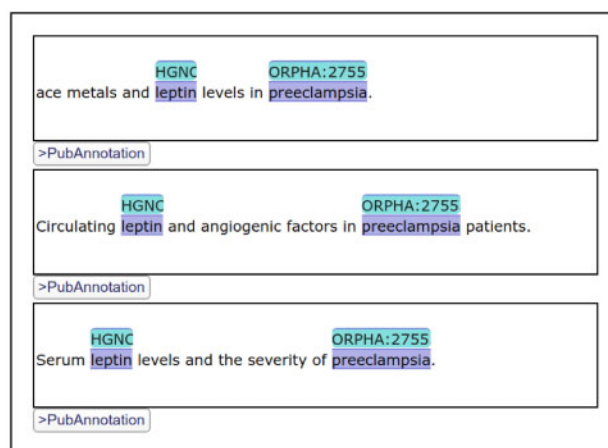 HGNC ORPHA:2755
ace metals and leptin levels in preeclampsia.
>PubAnnotation
HGNC ORPHA:2755
Circulating leptin and angiogenic factors in preeclampsia patients.
>PubAnnotation
HGNC ORPHA:2755
Serum leptin levels and the severity of preeclampsia.
>PubAnnotation